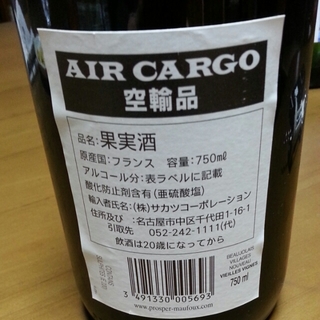 AIR CARGO
空輸品
品名:果実酒
原産国:フランス 容量:750mℓ
アルコール分:表ラベルに記載
酸化防止剤含有(亜硫酸塩)
輸入者氏名:(株)サカツコーポレーション
住所及び:名古屋市中区千代田1-16-1
引取先 052-242-1111(代)
飲酒は20歳になってから
BEAUJOLAIS
VILLAGES
NOUVEAU
VIEILLES VIGNES
750 ml
3 491330 005693
www.prosper-maufoux.com